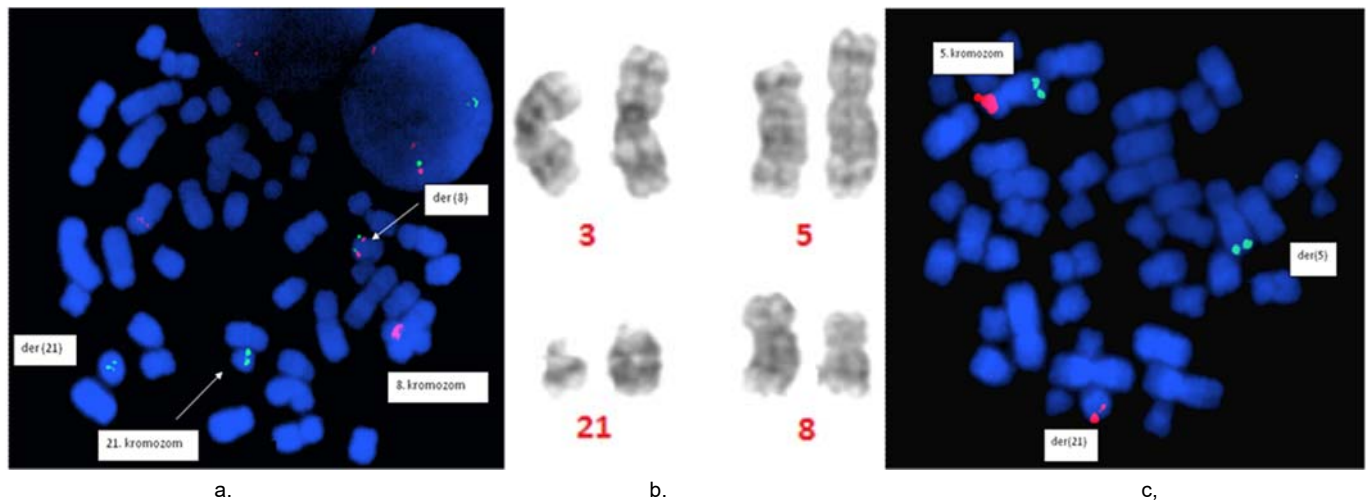 der (8)
der (21)
8. kromozom
21. kromozom
3
5
21
8
5. kromozom
der(5)
der(21)
a.
b.
c,